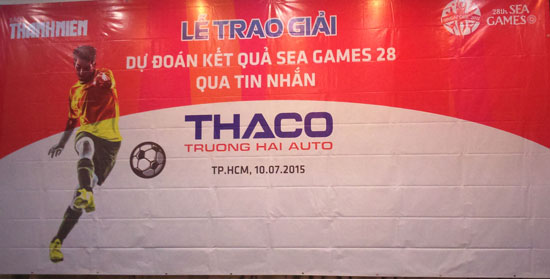 THANH NIÊN
LỄ TRAO GIẢI
28th SEA
GAMES
DỰ ĐOÁN KẾT QUẢ SEA GAMES 28
QUA TIN NHẮN
THACO
TRUONG HAI AUTO
TP.HCM, 10.07.2015